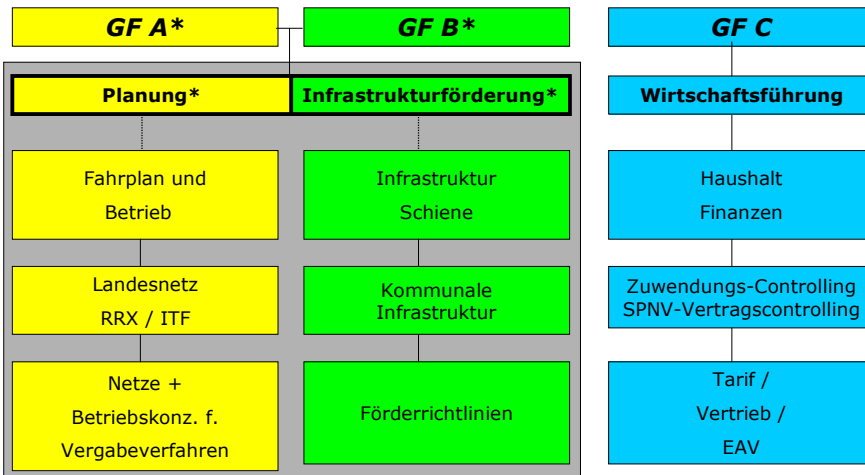 GF A*
GF B*
GF C
Planung*
Infrastrukturförderung*
Wirtschaftsführung
Fahrplan und
Betrieb
Infrastruktur
Schiene
Haushalt
Finanzen
Landesnetz
RRX / ITF
Kommunale
Infrastruktur
Zuwendungs-Controlling
SPNV-Vertragscontrolling
Netze +
Betriebskonz. f.
Vergabeverfahren
Förderrichtlinien
Tarif /
Vertrieb /
EAV